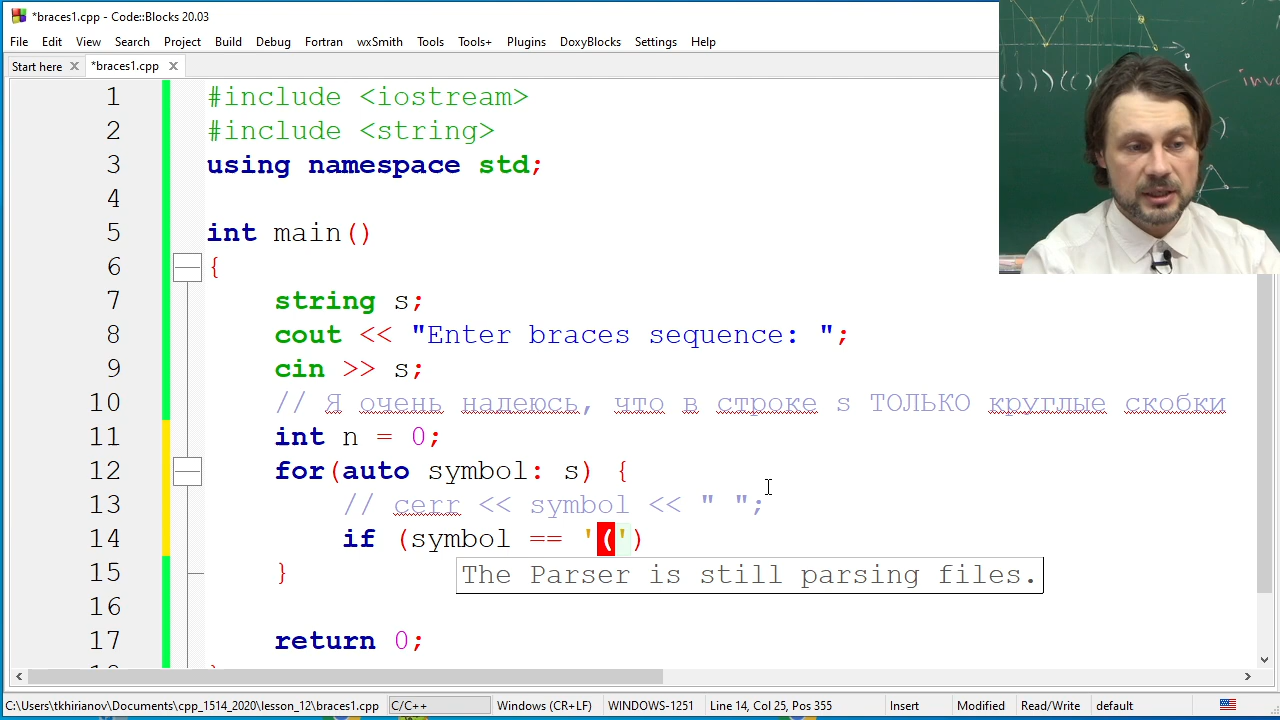 *braces1.cpp - Code::Blocks 20.03
File Edit View Search Project Build Debug Fortran wxSmith Tools Tools+ Plugins DoxyBlocks Settings Help
Start here *braces1.cpp
1 #include <iostream>
2 #include <string>
3 using namespace std;
4
5 int main()
6 {
7 string s;
8 cout << "Enter braces sequence: ";
9 cin >> s;
10 // Я очень надеюсь, что в строке s ТОЛЬКО круглые скобки
11 int n = 0;
12 for(auto symbol: s) {
13 // cerr << symbol << " ";
14 if (symbol == '(')
The Parser is still parsing files.
15 }
16
17 return 0;
C:\Users\tkhirianov\Documents\cpp_1514_2020\lesson_12\braces1.cpp C/C++ Windows (CR+LF) WINDOWS-1251 Line 14, Col 25, Pos 355 Insert Modified Read/Write default